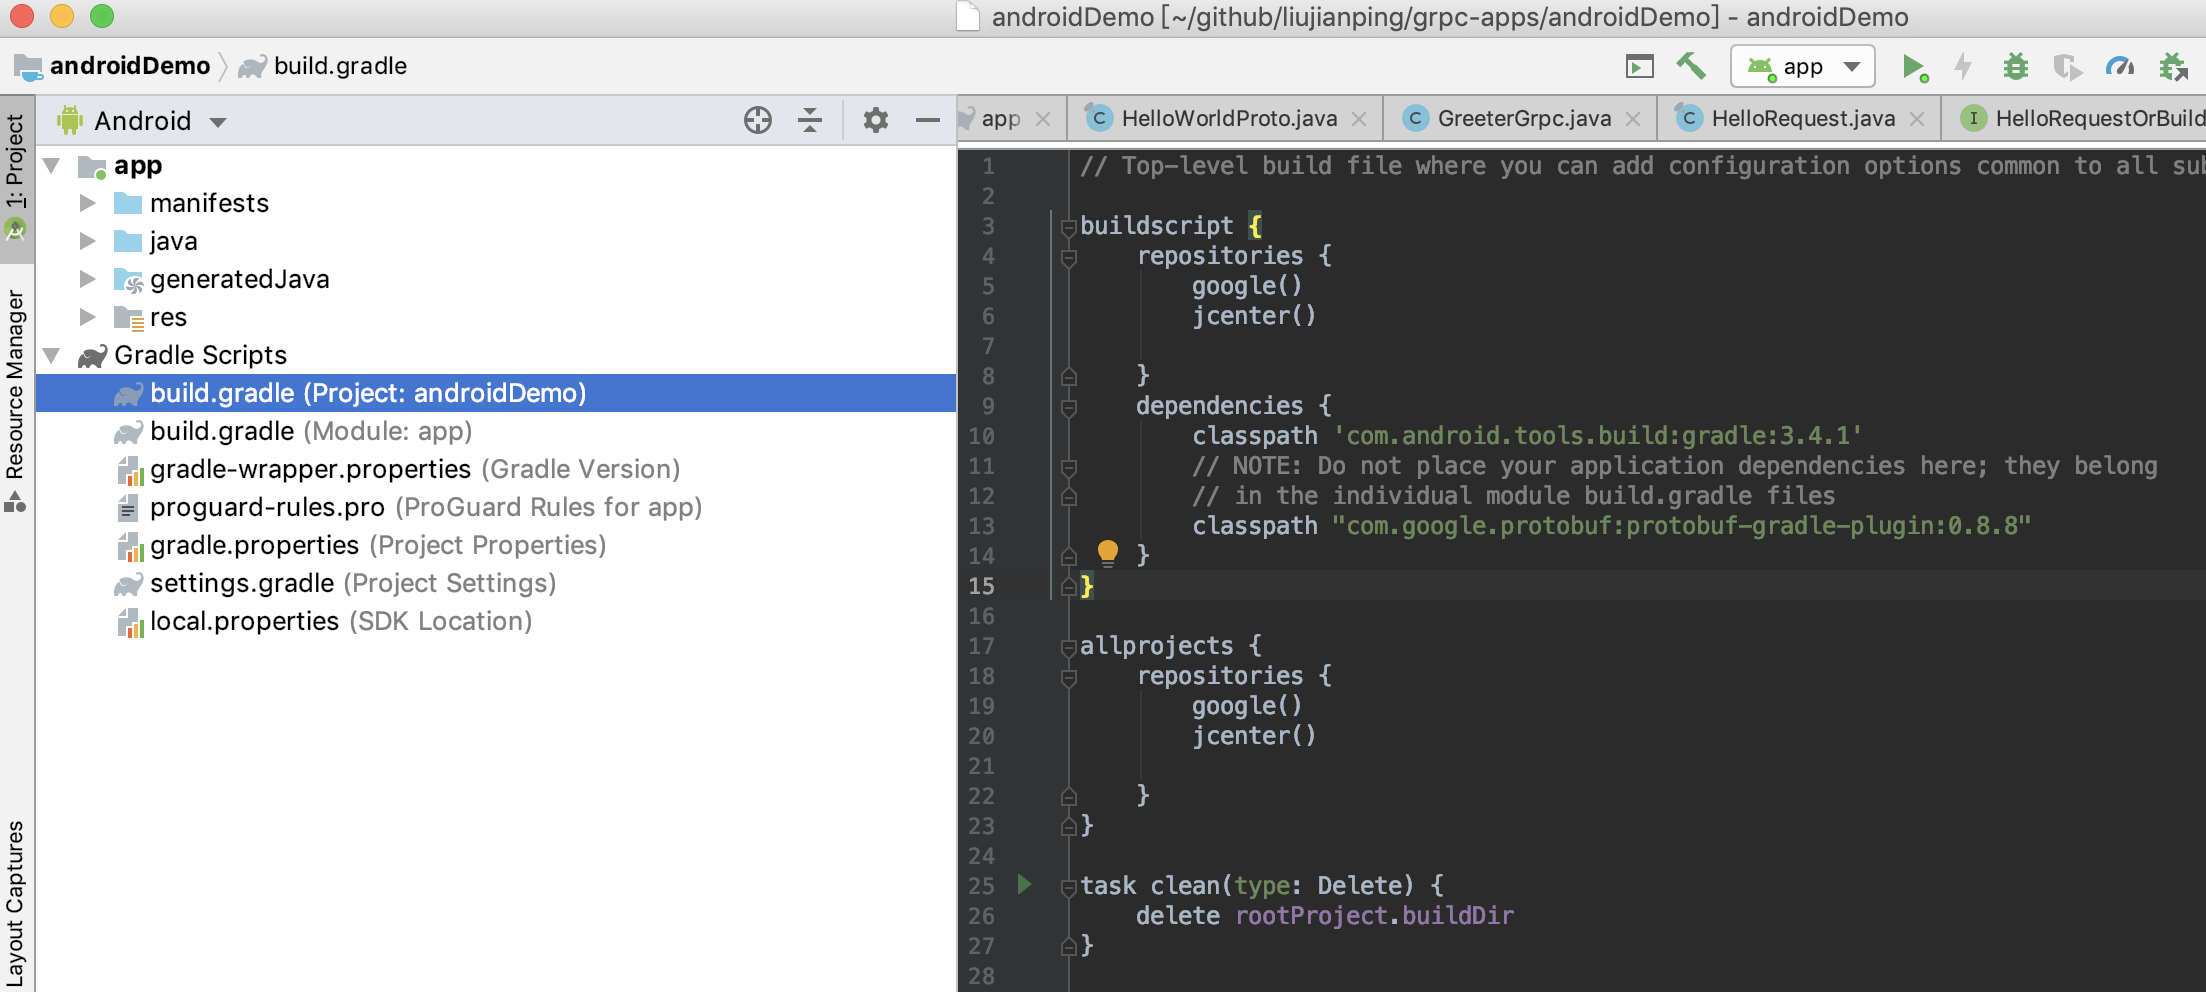 androidDemo [~/github/liujianping/grpc-apps/androidDemo] - androidDemo
androidDemo build.gradle
app
Android
app HelloWorldProto.java GreeterGrpc.java HelloRequest.java HelloRequestOrBuild
1: Project
Resource Manager
Layout Captures
app
manifests
java
generatedJava
res
Gradle Scripts
build.gradle (Project: androidDemo)
build.gradle (Module: app)
gradle-wrapper.properties (Gradle Version)
proguard-rules.pro (ProGuard Rules for app)
gradle.properties (Project Properties)
settings.gradle (Project Settings)
local.properties (SDK Location)
1 // Top-level build file where you can add configuration options common to all sub
2
3 buildscript {
4 repositories {
5 google()
6 jcenter()
7
8 }
9 dependencies {
10 classpath 'com.android.tools.build:gradle:3.4.1'
11 // NOTE: Do not place your application dependencies here; they belong
12 // in the individual module build.gradle files
13 classpath "com.google.protobuf:protobuf-gradle-plugin:0.8.8"
14 }
15 }
16
17 allprojects {
18 repositories {
19 google()
20 jcenter()
21
22 }
23 }
24
25 task clean(type: Delete) {
26 delete rootProject.buildDir
27 }
28